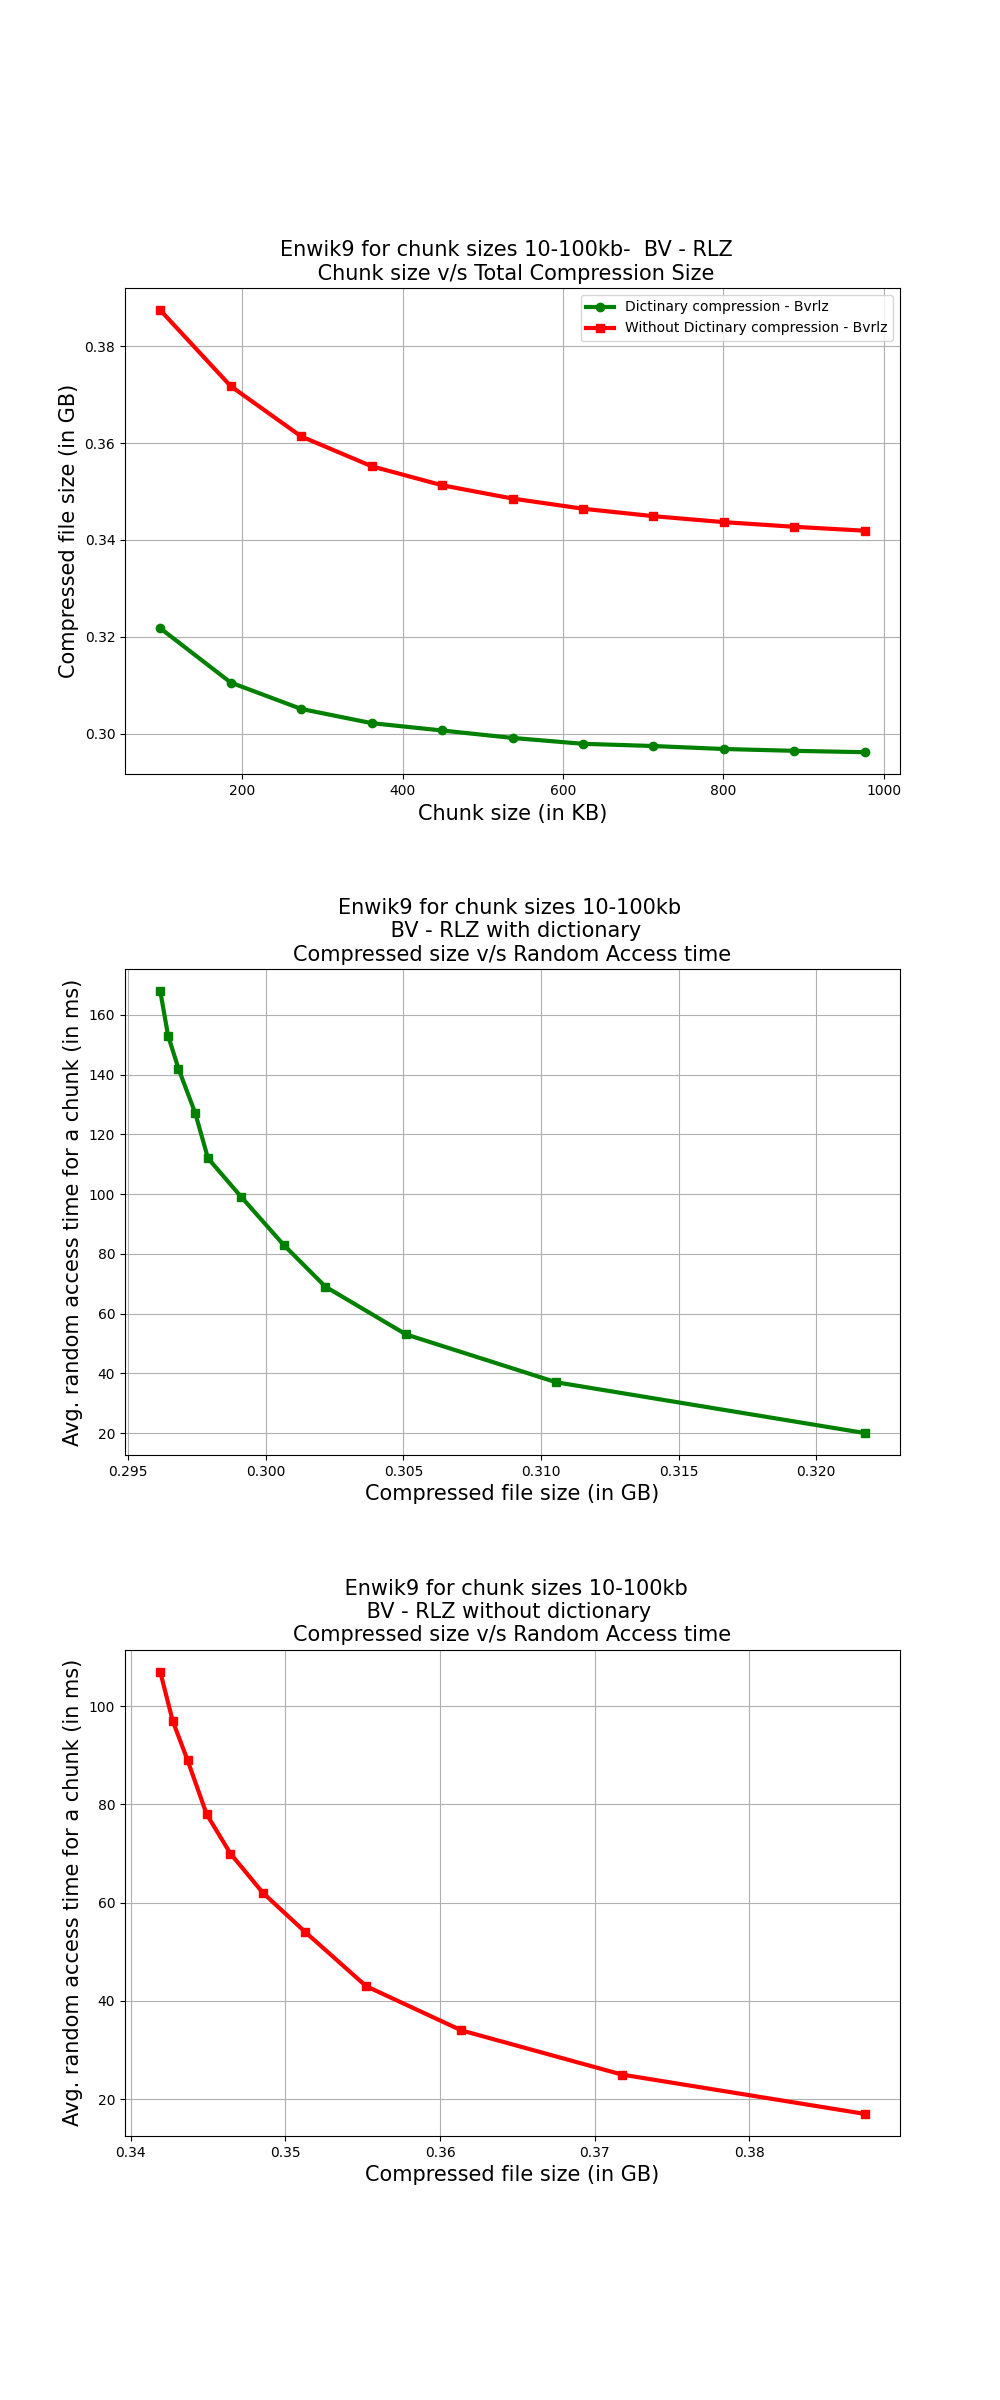 Enwik9 for chunk sizes 10-100kb-  BV - RLZ
Chunk size v/s Total Compression Size
Dictinary compression - Bvrlz
Without Dictinary compression - Bvrlz
Compressed file size (in GB)
0.38
0.36
0.34
0.32
0.30
200 400 600 800 1000
Chunk size (in KB)
Enwik9 for chunk sizes 10-100kb
BV - RLZ with dictionary
Compressed size v/s Random Access time
Avg. random access time for a chunk (in ms)
160
140
120
100
80
60
40
20
0.295 0.300 0.305 0.310 0.315 0.320
Compressed file size (in GB)
Enwik9 for chunk sizes 10-100kb
BV - RLZ without dictionary
Compressed size v/s Random Access time
Avg. random access time for a chunk (in ms)
100
80
60
40
20
0.34 0.35 0.36 0.37 0.38
Compressed file size (in GB)